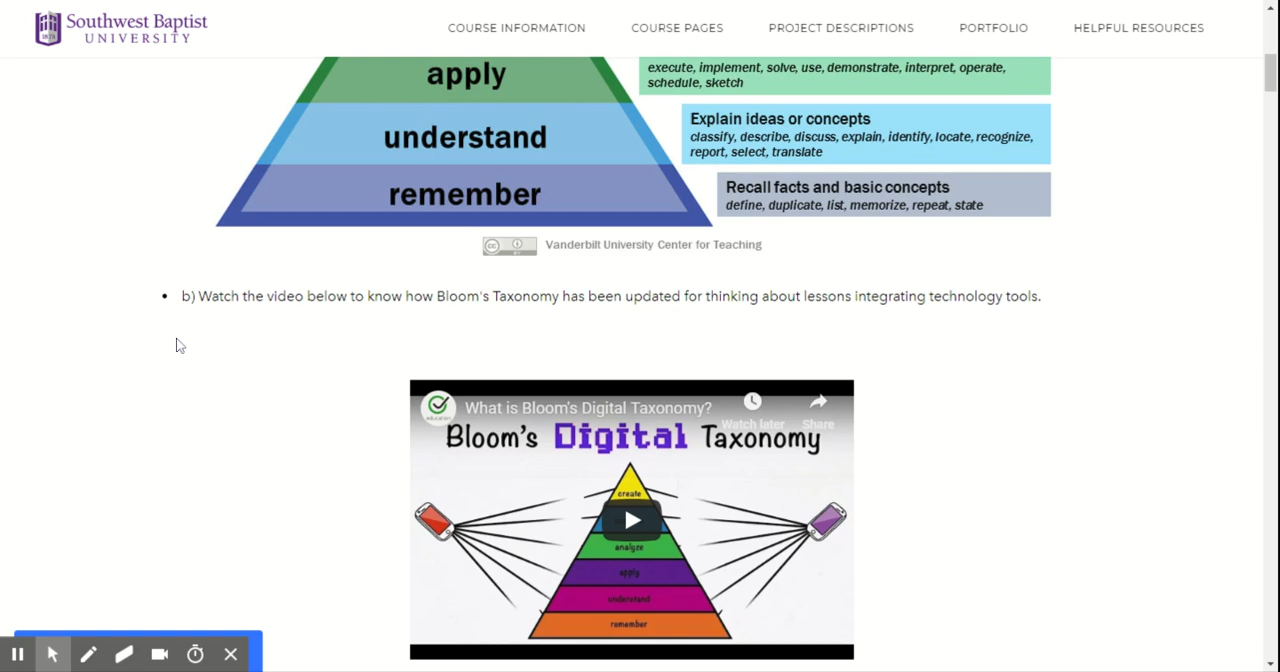 Southwest Baptist
UNIVERSITY
COURSE INFORMATION
COURSE PAGES
PROJECT DESCRIPTIONS
PORTFOLIO
HELPFUL RESOURCES
apply
execute, implement, solve, use, demonstrate, interpret, operate,
schedule, sketch
understand
Explain ideas or concepts
classify, describe, discuss, explain, identify, locate, recognize,
report, select, translate
remember
Recall facts and basic concepts
define, duplicate, list, memorize, repeat, state
Vanderbilt University Center for Teaching
• b) Watch the video below to know how Bloom's Taxonomy has been updated for thinking about lessons integrating technology tools.
What is Bloom's Digital Taxonomy?
Watch later
Share
Bloom's Digital Taxonomy
create
analyze
apply
understand
remember